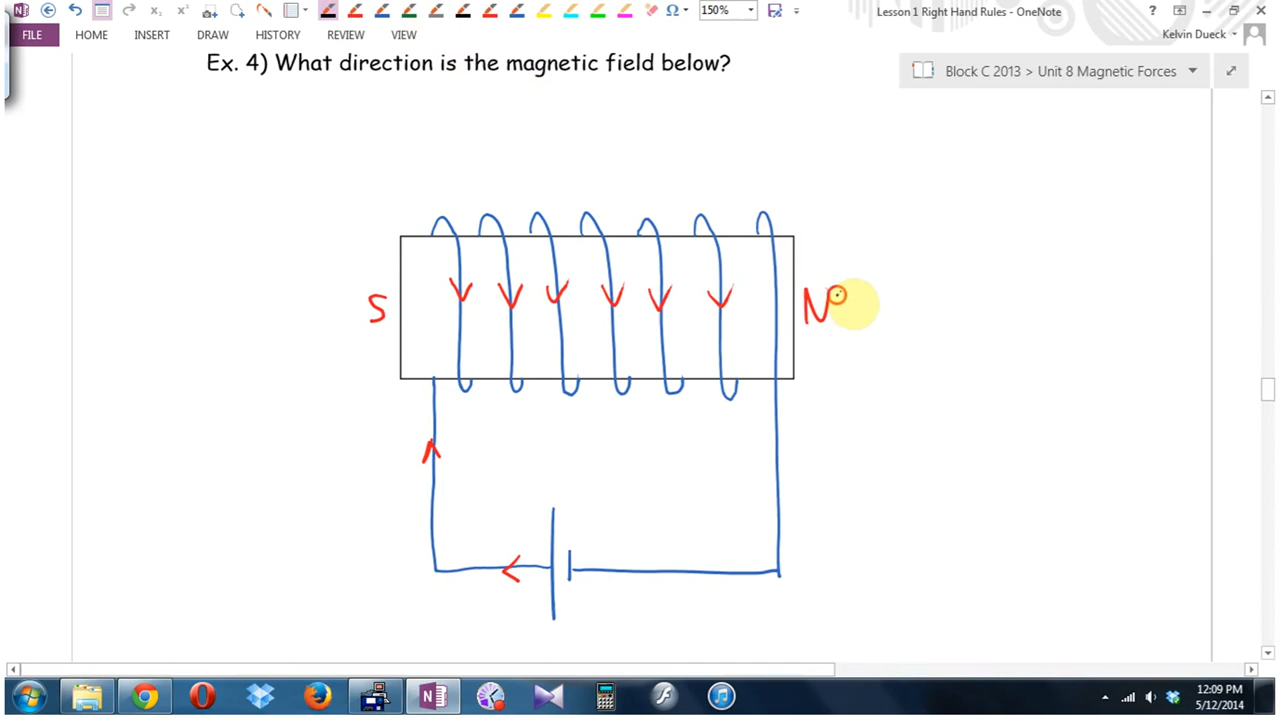 150%
Lesson 1 Right Hand Rules - OneNote
?
FILE HOME INSERT DRAW HISTORY REVIEW VIEW
Kelvin Dueck
Ex. 4) What direction is the magnetic field below?
Block C 2013 > Unit 8 Magnetic Forces
S
N
12:09 PM
5/12/2014